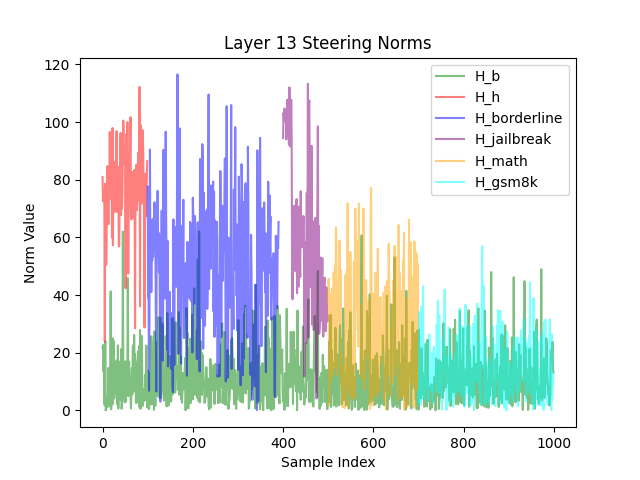 Layer 13 Steering Norms
120
100
80
60
40
20
0
Norm Value
0
200
400
600
800
1000
Sample Index
H_b
H_h
H_borderline
H_jailbreak
H_math
H_gsm8k